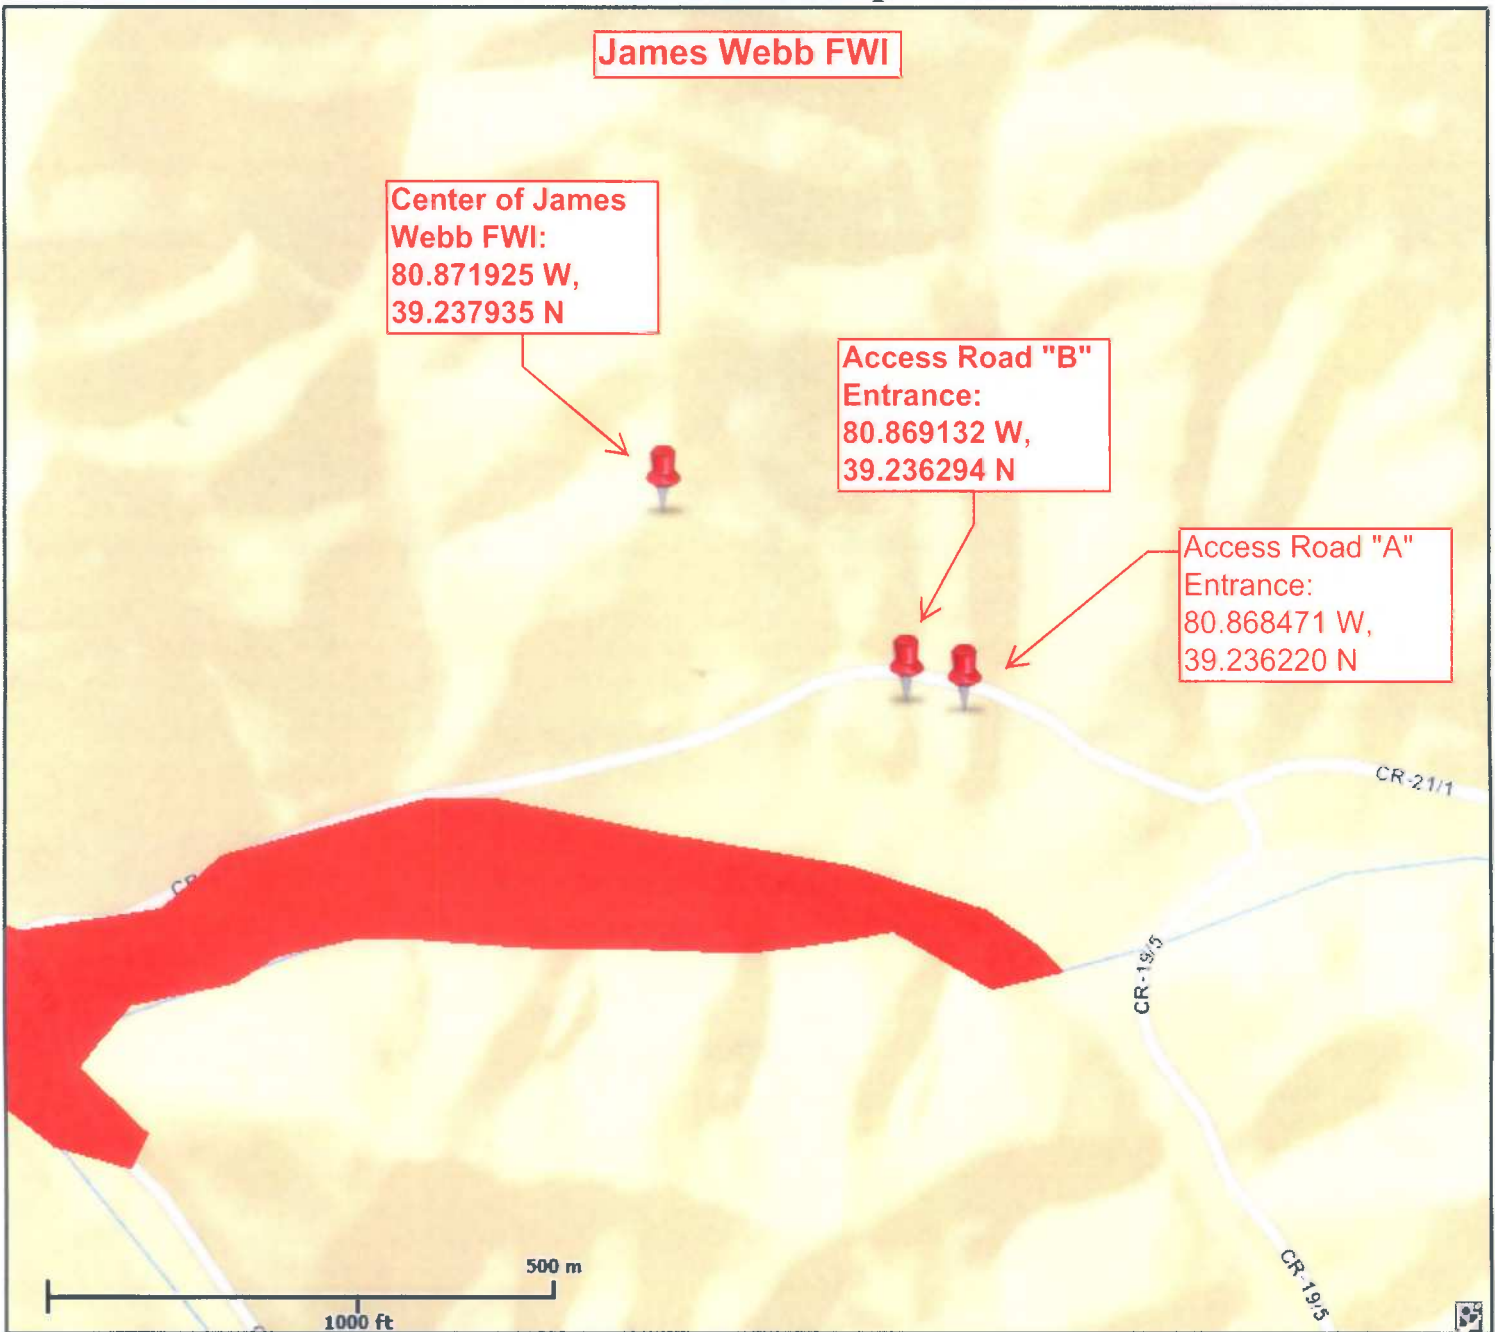 James Webb FWI
Center of James
Webb FWI:
80.871925 W,
39.237935 N
Access Road "B"
Entrance:
80.869132 W,
39.236294 N
Access Road "A"
Entrance:
80.868471 W,
39.236220 N
CR-21/1
CR
CR-19/5
CR-19/5
500 m
1000 ft